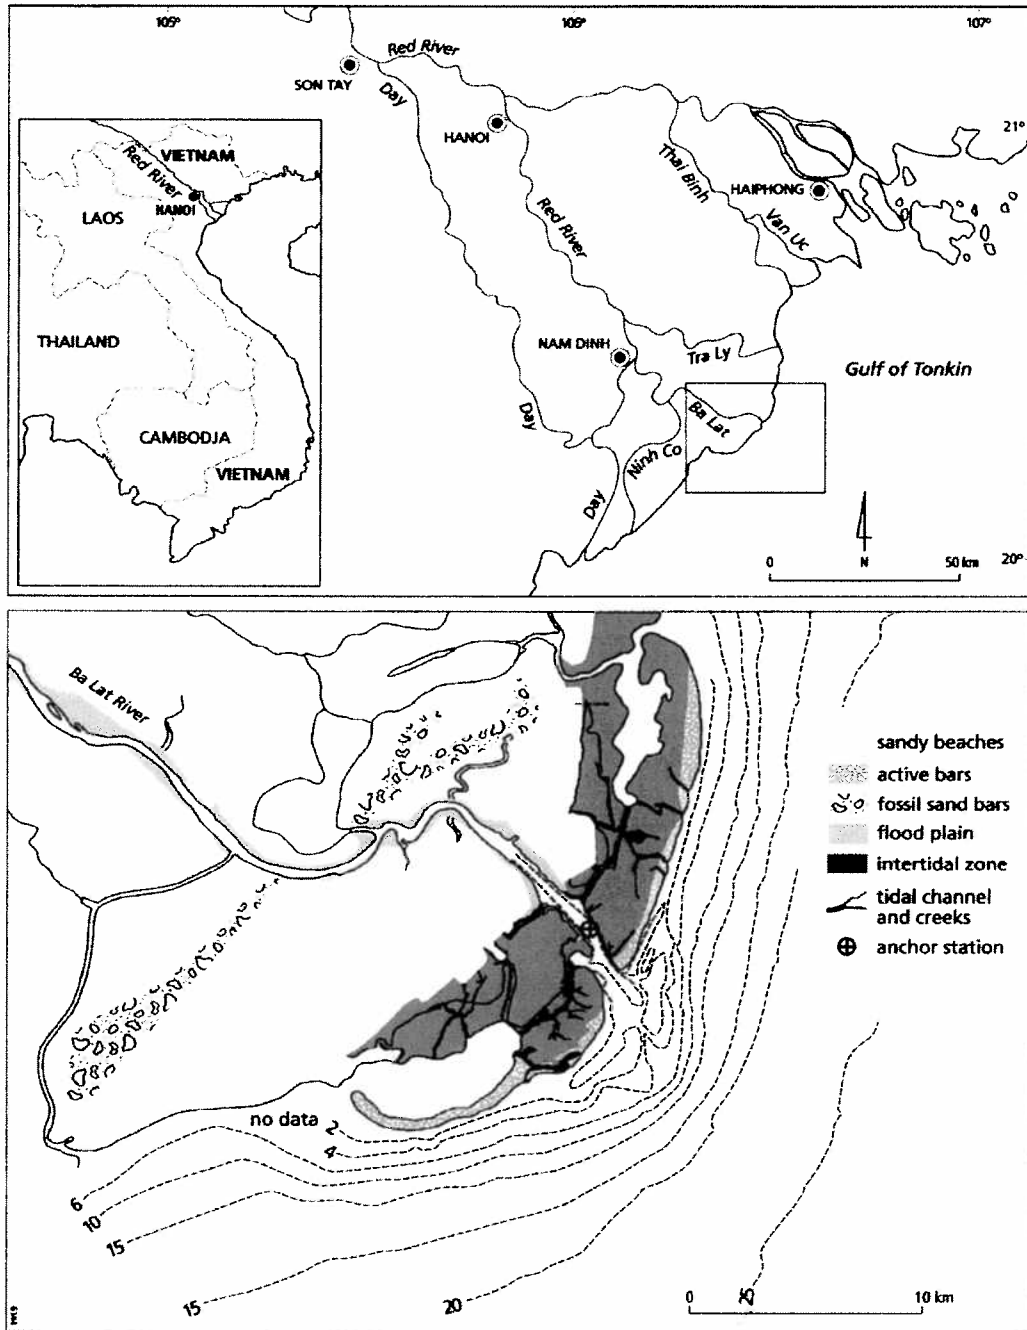 105°
106°
107°
Red River
SON TAY
Day
HANOI
21°
Thai Binh
HAIPHONG
Van Uc
Red River
VIETNAM
Red River
HANOI
LAOS
THAILAND
CAMBODJA
VIETNAM
NAM DINH
Tra Ly
Gulf of Tonkin
Day
Ba Lat
Ninh Co
Day
N
0 50 km
20°
Ba Lat River
sandy beaches
active bars
fossil sand bars
flood plain
intertidal zone
tidal channel
and creeks
anchor station
no data
2
4
6
10
15
15
20
25
0 10 km